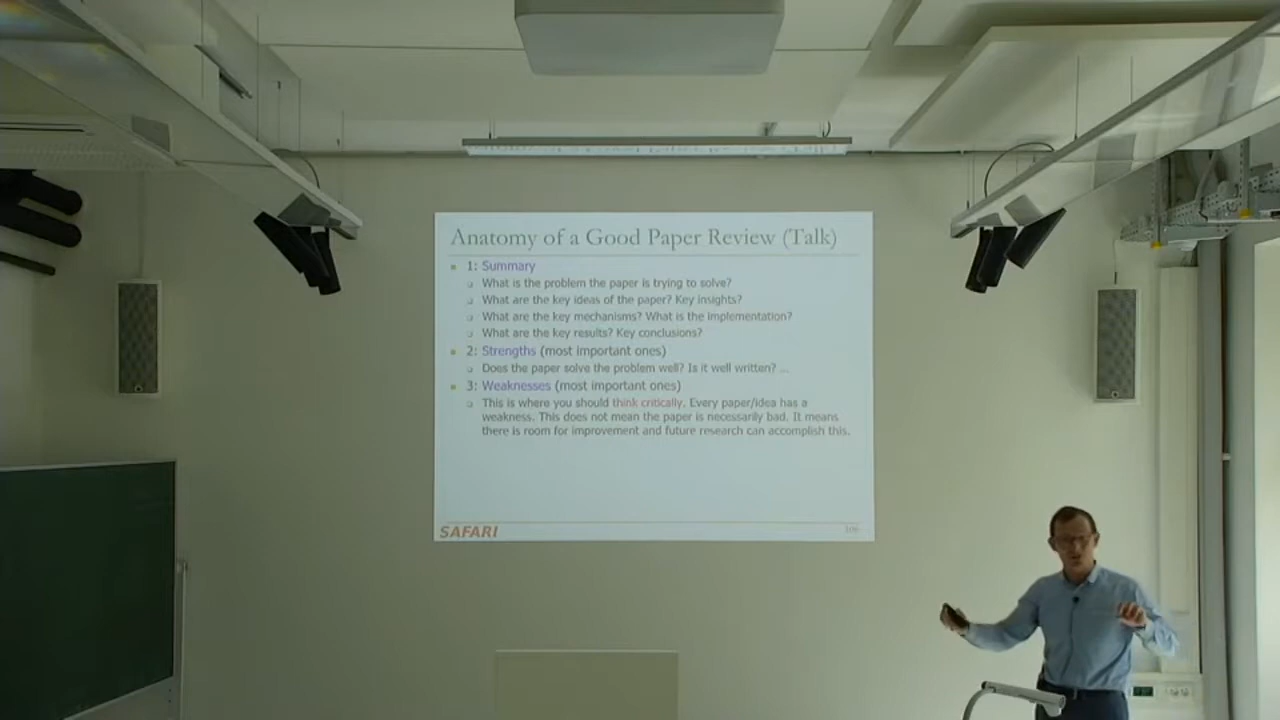 Anatomy of a Good Paper Review (Talk)
1: Summary
What is the problem the paper is trying to solve?
What are the key ideas of the paper? Key insights?
What are the key mechanisms? What is the implementation?
What are the key results? Key conclusions?
2: Strengths (most important ones)
Does the paper solve the problem well? Is it well written? ...
3: Weaknesses (most important ones)
This is where you should think critically. Every paper/idea has a
weakness. This does not mean the paper is necessarily bad. It means
there is room for improvement and future research can accomplish this.
SAFARI